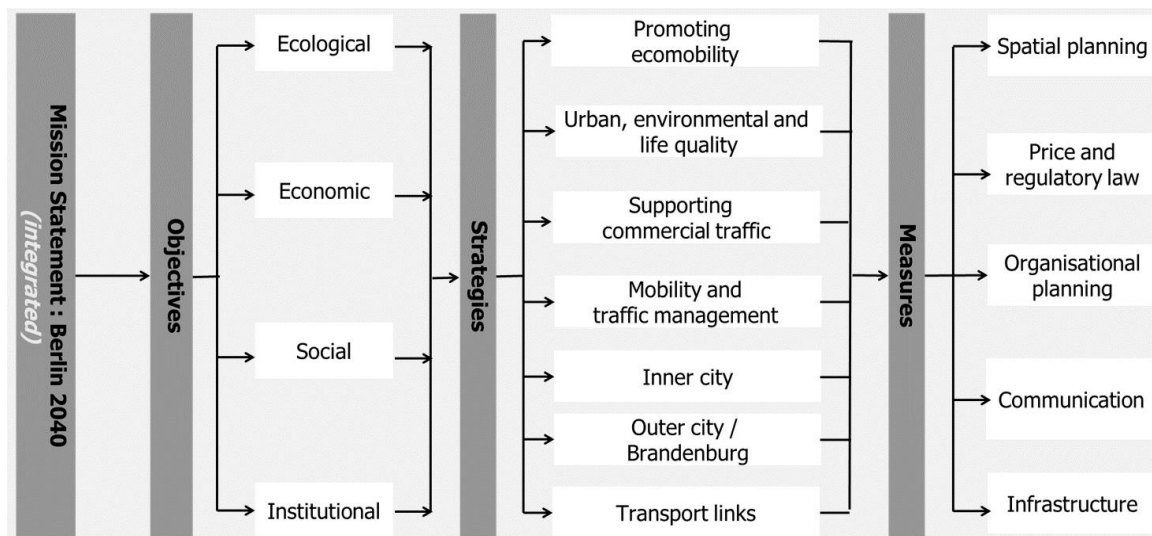 Mission Statement : Berlin 2040
(integrated)
Objectives
Ecological
Economic
Social
Institutional
Strategies
Promoting
ecomobility
Urban, environmental and
life quality
Supporting
commercial traffic
Mobility and
traffic management
Inner city
Outer city /
Brandenburg
Transport links
Measures
Spatial planning
Price and
regulatory law
Organisational
planning
Communication
Infrastructure